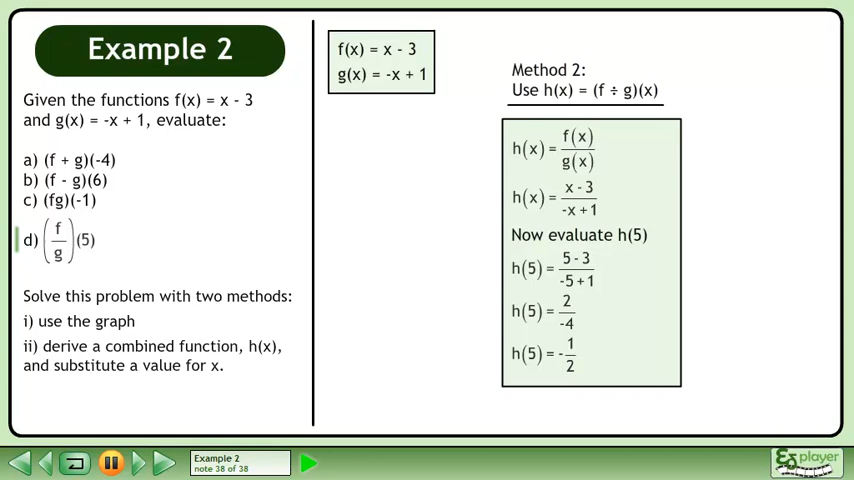 Example 2
Given the functions f(x) = x - 3
and g(x) = -x + 1, evaluate:
a) (f + g)(-4)
b) (f - g)(6)
c) (fg)(-1)
d) (f/g)(5)
Solve this problem with two methods:
i) use the graph
ii) derive a combined function, h(x),
and substitute a value for x.
f(x) = x - 3
g(x) = -x + 1
Method 2:
Use h(x) = (f ÷ g)(x)
h(x) = f(x)/g(x)
h(x) = x - 3/-x + 1
Now evaluate h(5)
h(5) = 5 - 3/-5 + 1
h(5) = 2/-4
h(5) = -1/2
Example 2
note 38 of 38
player